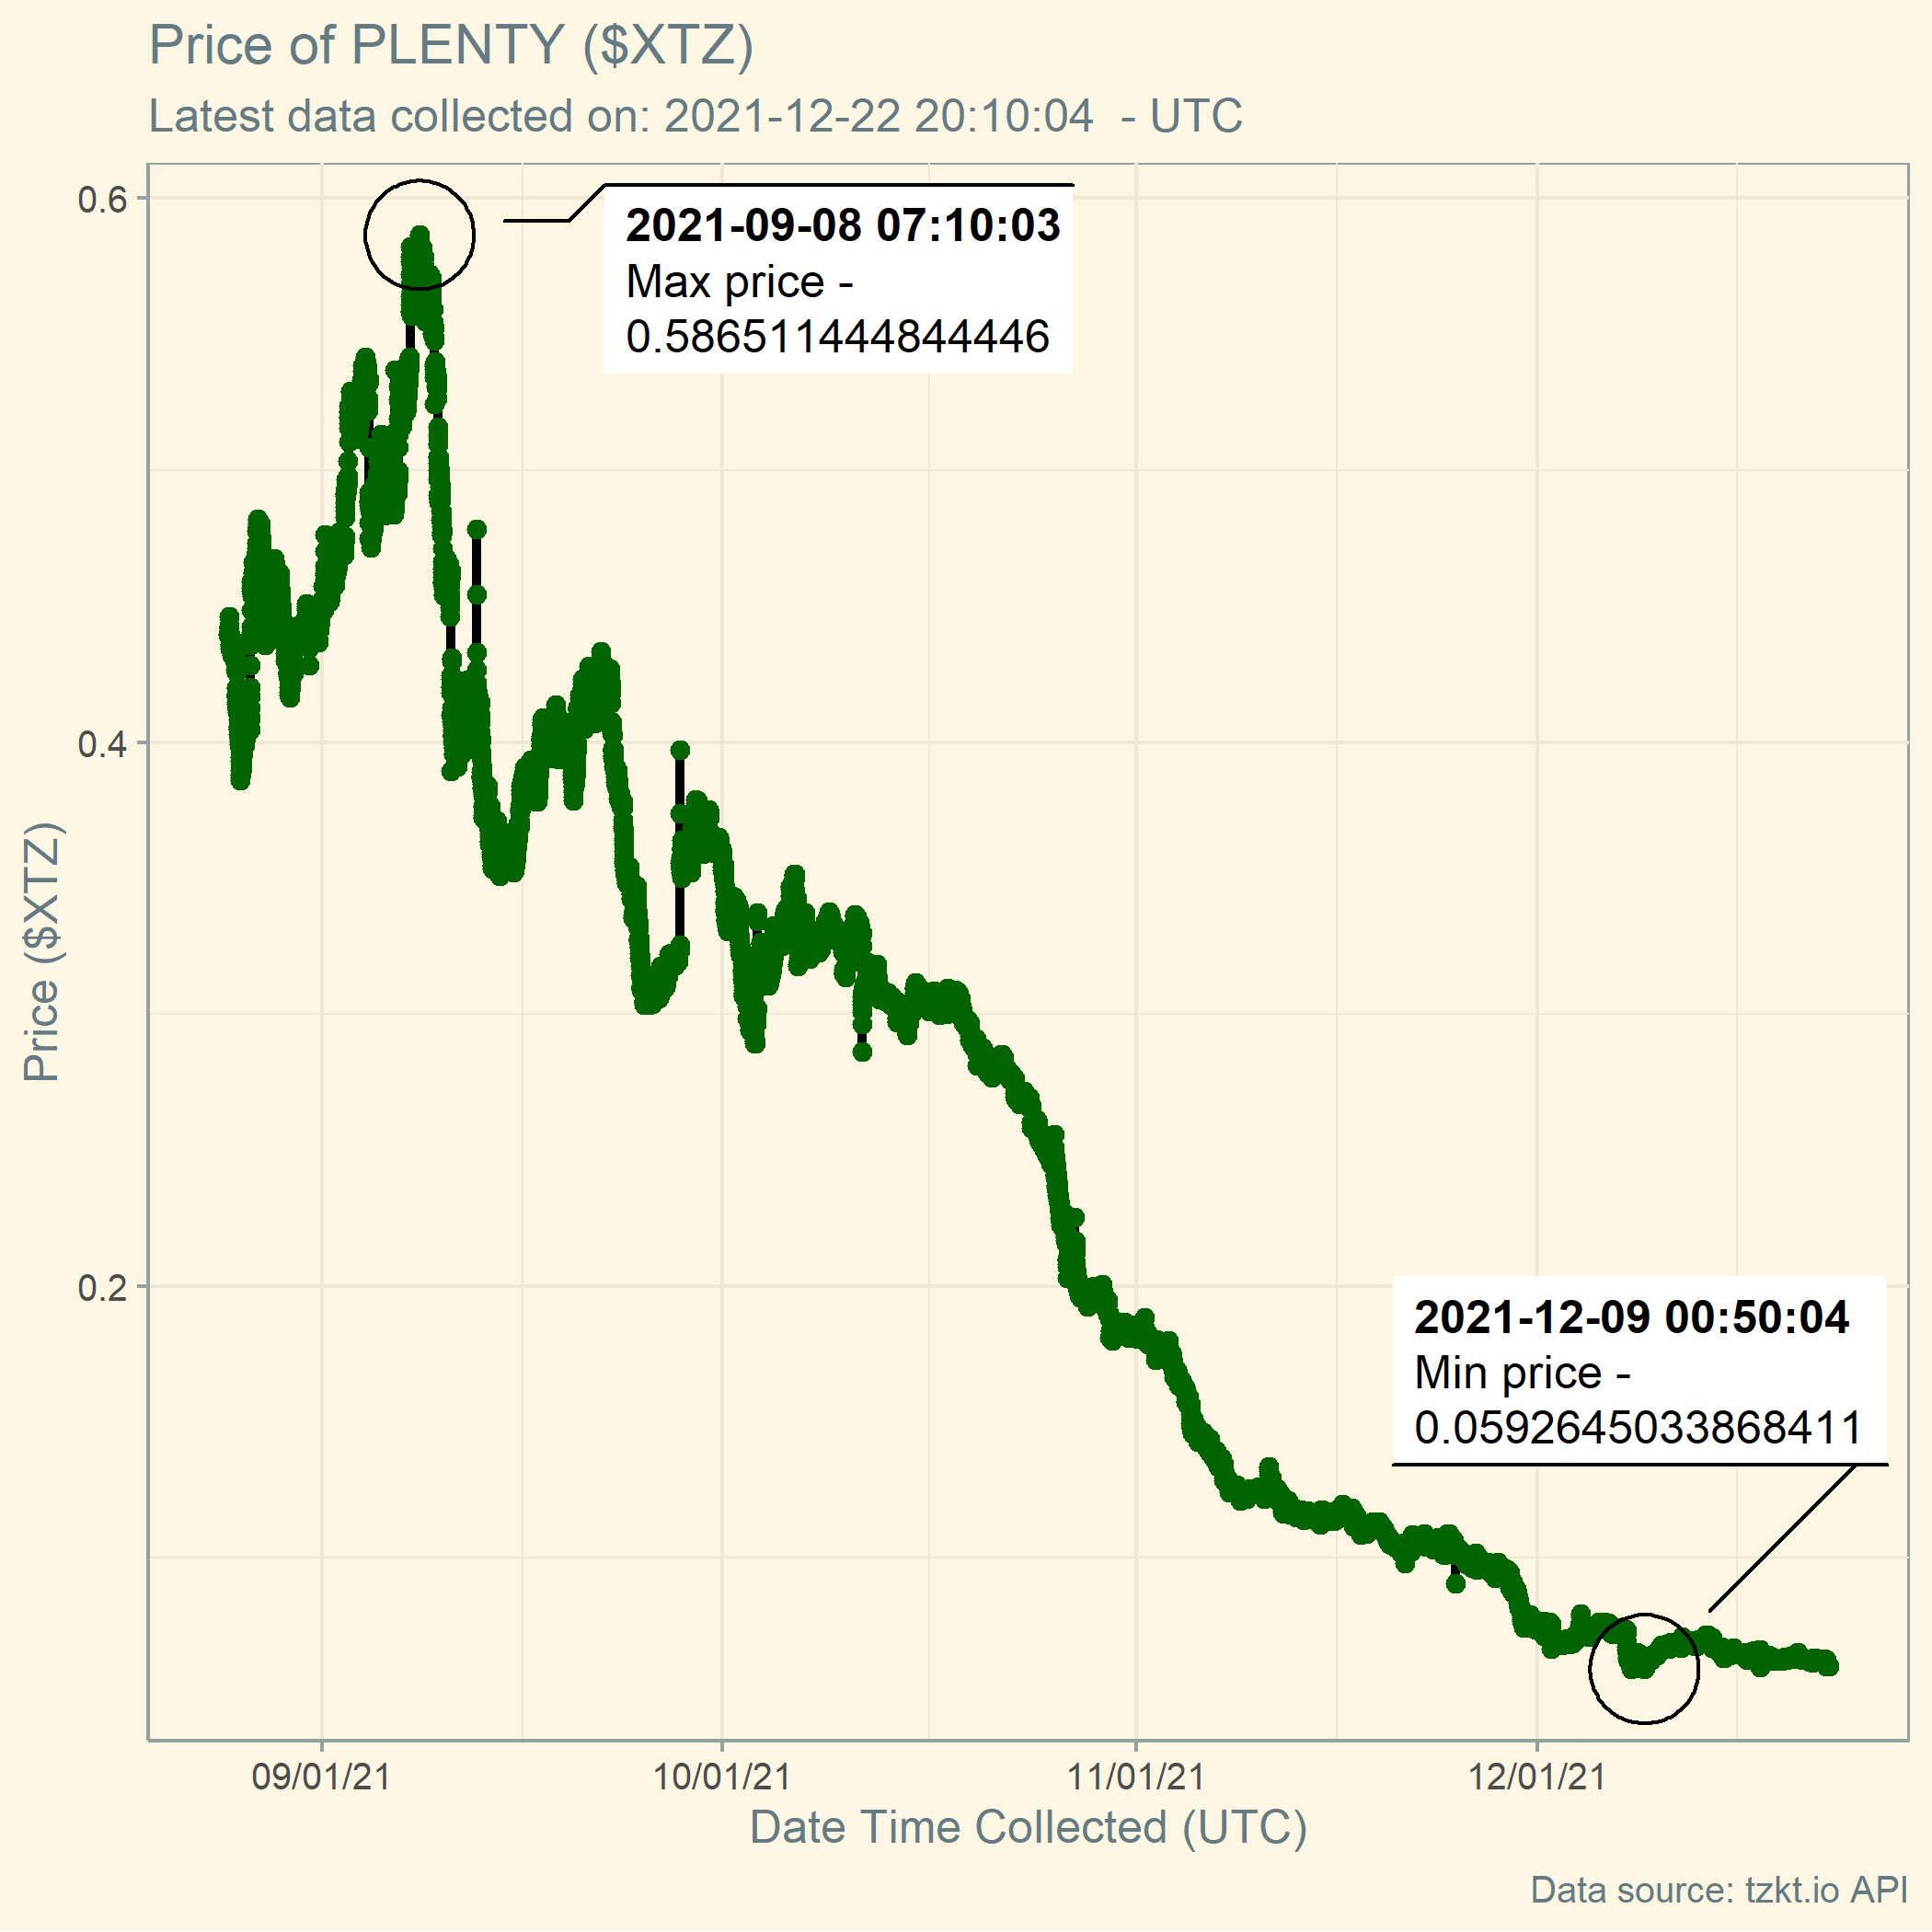 Price of PLENTY ($XTZ)
Latest data collected on: 2021-12-22 20:10:04  - UTC
0.6
0.4
0.2
Price ($XTZ)
2021-09-08 07:10:03
Max price -
0.586511444844446
2021-12-09 00:50:04
Min price -
0.0592645033868411
09/01/21
10/01/21
11/01/21
12/01/21
Date Time Collected (UTC)
Data source: tzkt.io API